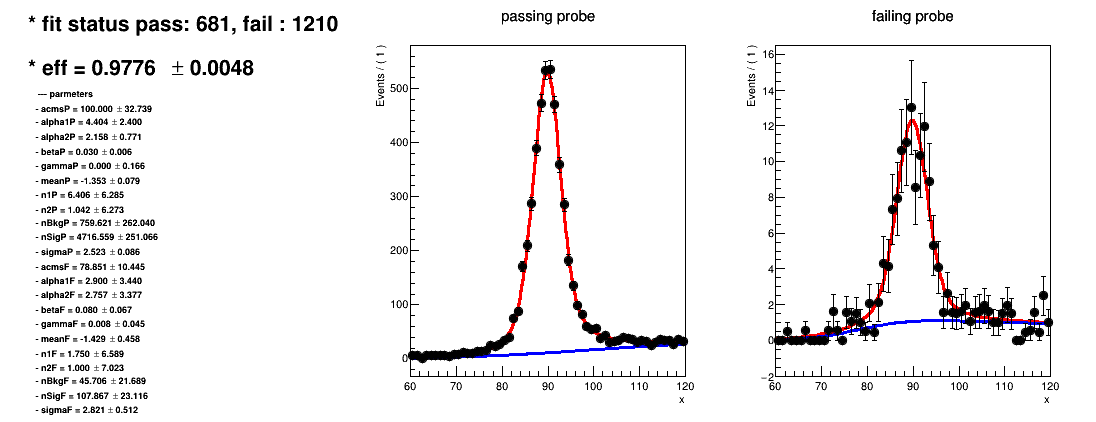 * fit status pass: 681, fail : 1210
* eff = 0.9776 ± 0.0048
--- parmeters
- acmsP = 100.000 ± 32.739
- alpha1P = 4.404 ± 2.400
- alpha2P = 2.158 ± 0.771
- betaP = 0.030 ± 0.006
- gammaP = 0.000 ± 0.166
- meanP = -1.353 ± 0.079
- n1P = 6.406 ± 6.285
- n2P = 1.042 ± 6.273
- nBkgP = 759.621 ± 262.040
- nSigP = 4716.559 ± 251.066
- sigmaP = 2.523 ± 0.086
- acmsF = 78.851 ± 10.445
- alpha1F = 2.900 ± 3.440
- alpha2F = 2.757 ± 3.377
- betaF = 0.080 ± 0.067
- gammaF = 0.008 ± 0.045
- meanF = -1.429 ± 0.458
- n1F = 1.750 ± 6.589
- n2F = 1.000 ± 7.023
- nBkgF = 45.706 ± 21.689
- nSigF = 107.867 ± 23.116
- sigmaF = 2.821 ± 0.512
passing probe
Events / ( 1 )
500
400
300
200
100
0
60 70 80 90 100 110 120
x
failing probe
Events / ( 1 )
16
14
12
10
8
6
4
2
0
−2
60 70 80 90 100 110 120
x